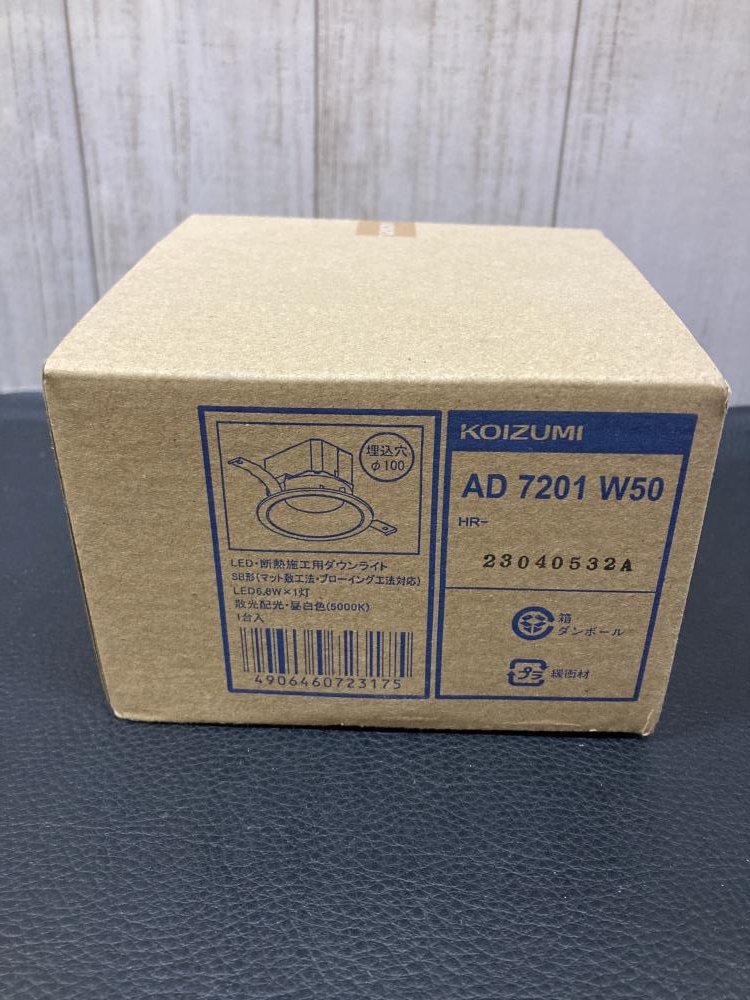 埋込穴
φ100
LED・断熱施工用ダウンライト
SB形(マット敷工法・ブローイング工法対応)
LED6.8W×1灯
散光配光・昼白色(5000K)
1台入
4906460723175
KOIZUMI
AD 7201 W50
HR-
23040532A
箱
ダンボール
プラ
緩衝材